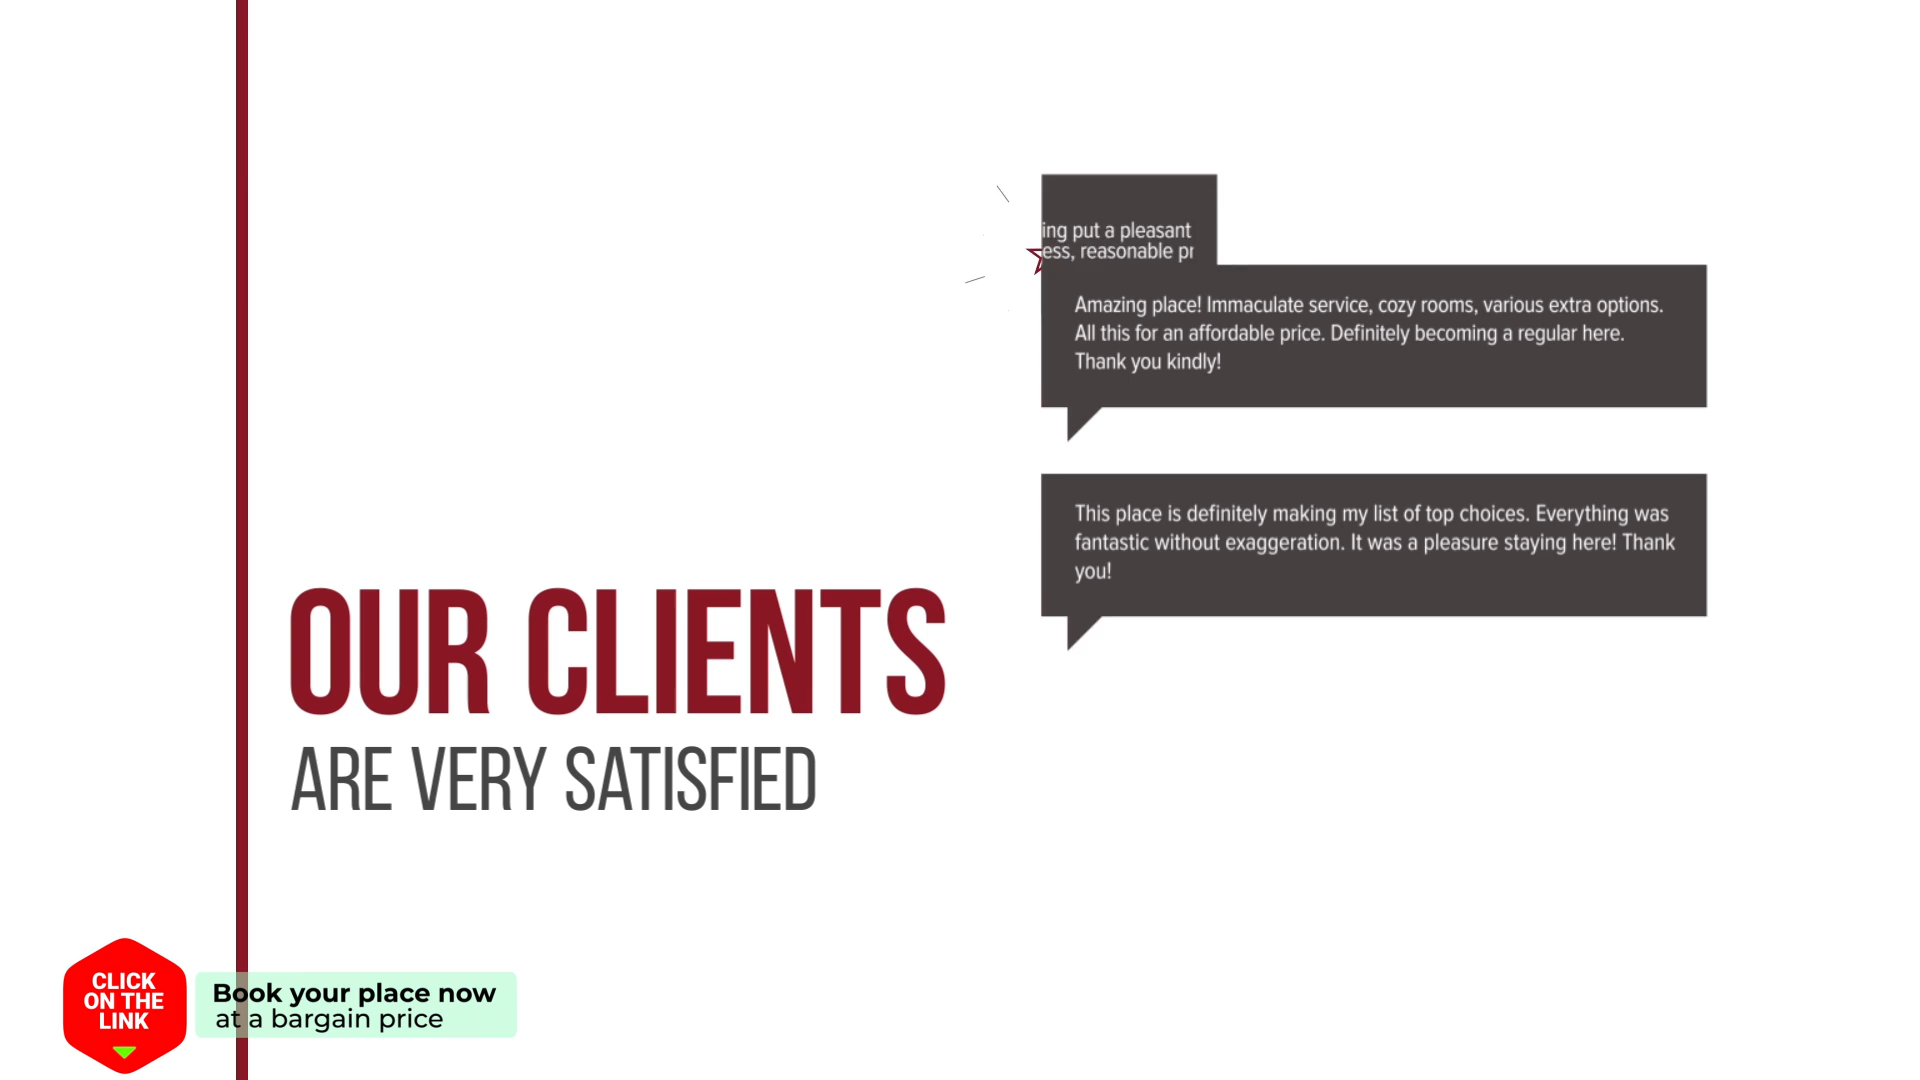 ing put a pleasant
ess, reasonable
Amazing place! Immaculate service, cozy rooms, various extra options.
All this for an affordable price. Definitely becoming a regular here.
Thank you kindly!
This place is definitely making my list of top choices. Everything was
fantastic without exaggeration. It was a pleasure staying here! Thank
you!
OUR CLIENTS
ARE VERY SATISFIED
CLICK
ON THE
LINK
Book your place now
at a bargain price